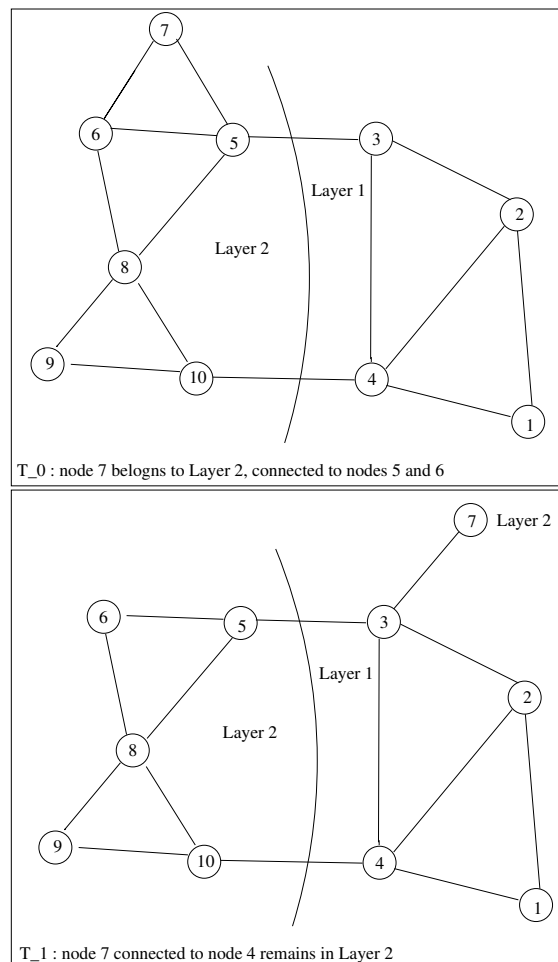 7
6
5
3
Layer 1
2
Layer 2
8
9
10
4
1
T_0 : node 7 belogns to Layer 2, connected to nodes 5 and 6
7 Layer 2
6
5
3
Layer 1
2
Layer 2
8
9
10
4
1
T_1 : node 7 connected to node 4 remains in Layer 2